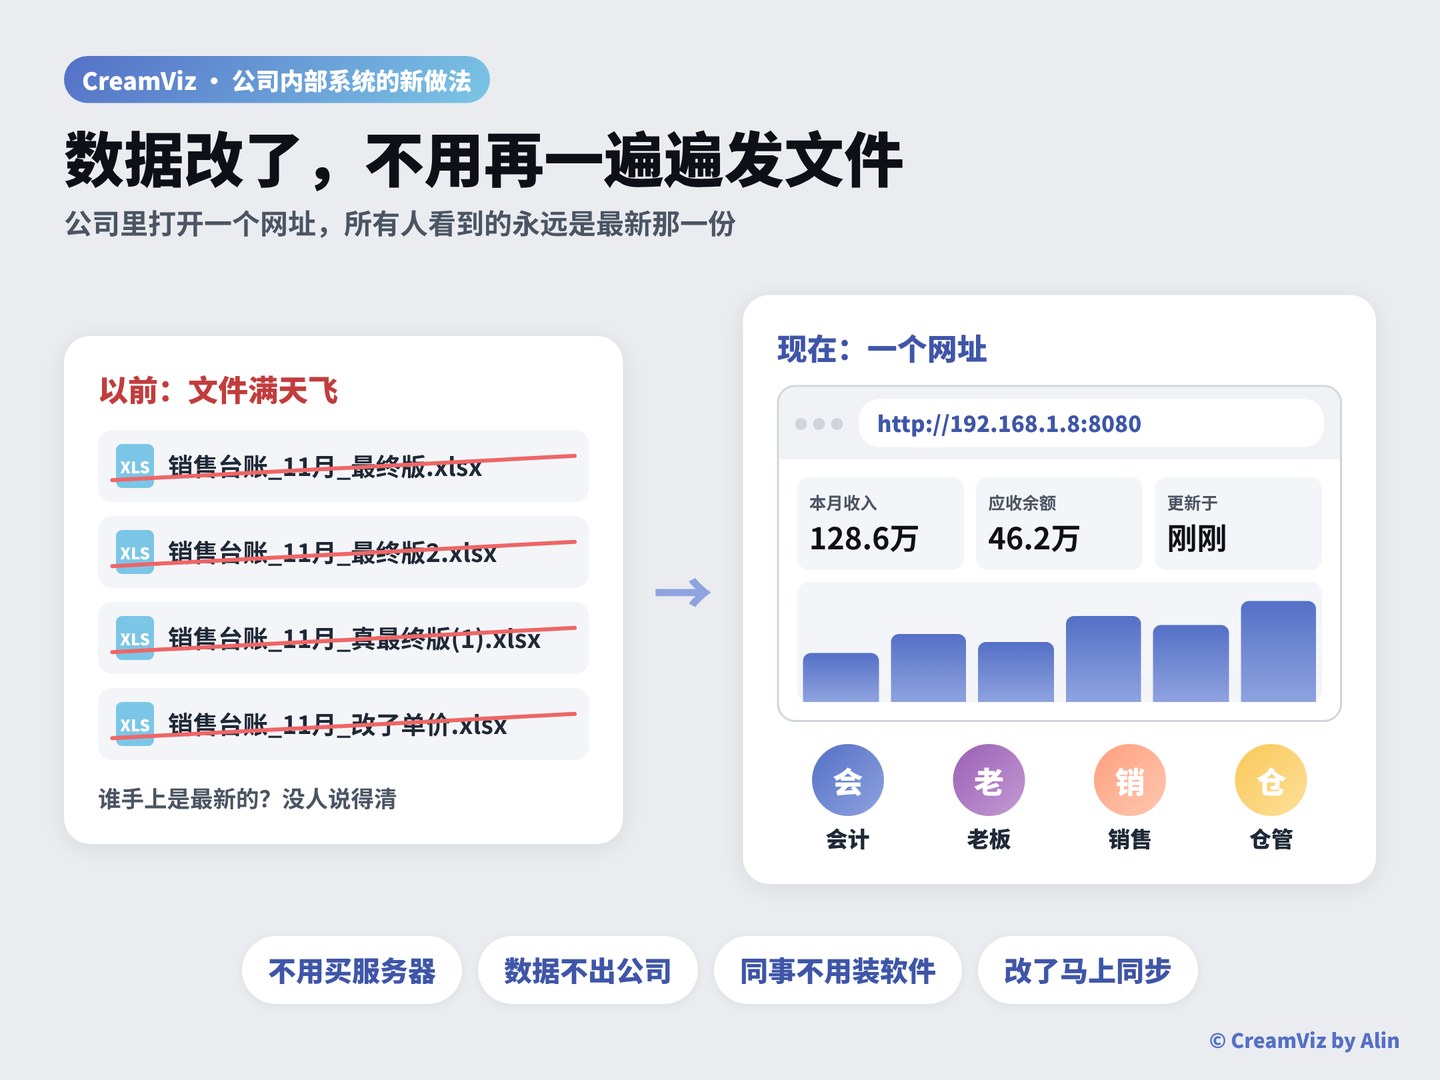 CreamViz · 公司内部系统的新做法
数据改了，不用再一遍遍发文件
公司里打开一个网址，所有人看到的永远是最新那一份
以前：文件满天飞
XLS 销售台账_11月_最终版.xlsx
XLS 销售台账_11月_最终版2.xlsx
XLS 销售台账_11月_真最终版(1).xlsx
XLS 销售台账_11月_改了单价.xlsx
谁手上是最新的？没人说得清
→
现在：一个网址
http://192.168.1.8:8080
本月收入 应收余额 更新于
128.6万 46.2万 刚刚
会 老 销 仓
会计 老板 销售 仓管
不用买服务器 数据不出公司 同事不用装软件 改了马上同步
© CreamViz by Alin